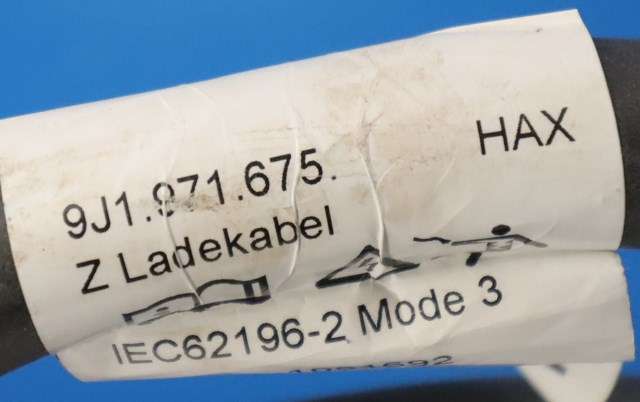 9J1.971.675. HAX
Z Ladekabel
IEC62196-2 Mode 3